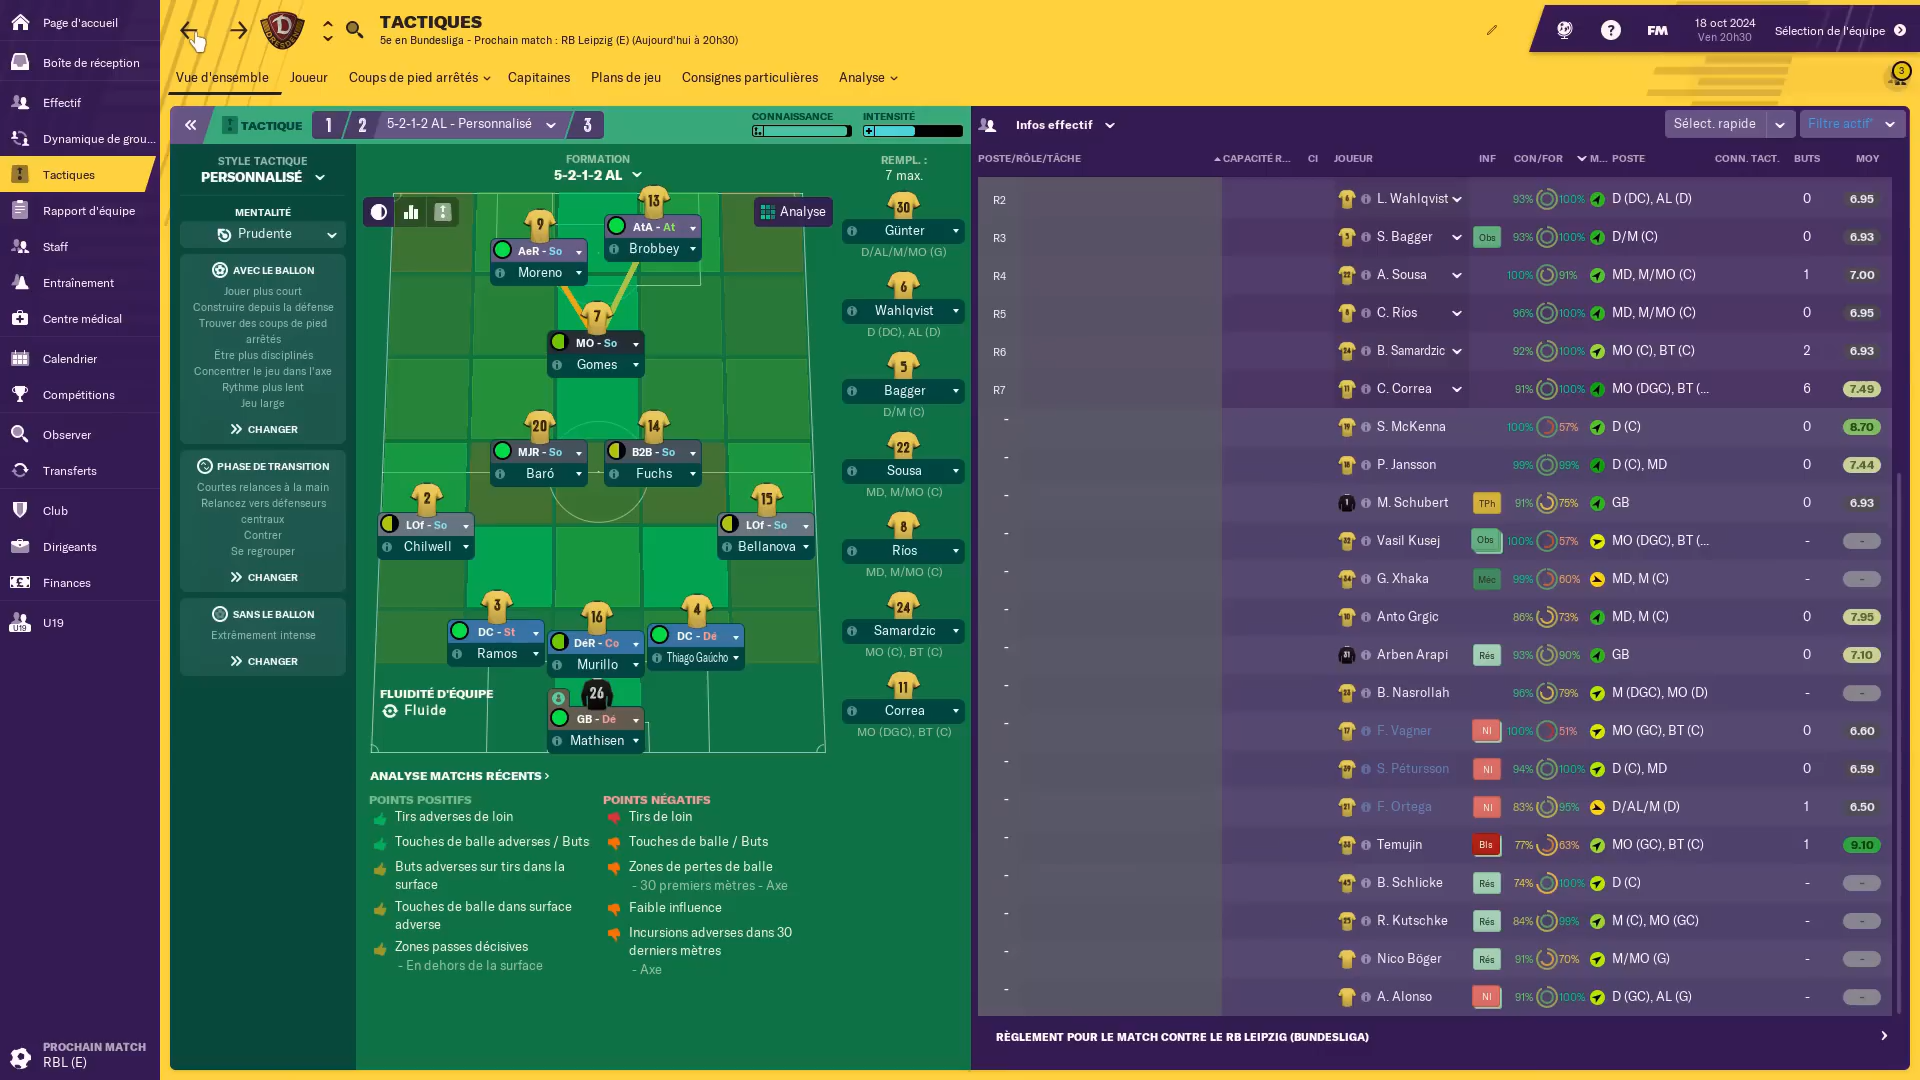 Page d'accueil
Boîte de réception
Effectif
Dynamique de grou...
Tactiques
Rapport d'équipe
Staff
Entraînement
Centre médical
Calendrier
Compétitions
Observer
Transferts
Club
Dirigeants
Finances
U19
U19
PROCHAIN MATCH
RBL (E)
TACTIQUES
5e en Bundesliga - Prochain match : RB Leipzig (E) (Aujourd'hui à 20h30)
FM
18 oct 2024
Ven 20h30
Sélection de l'équipe
3
Vue d'ensemble Joueur Coups de pied arrêtés Capitaines Plans de jeu Consignes particulières Analyse
TACTIQUE 1 2 5-2-1-2 AL - Personnalisé 3
CONNAISSANCE INTENSITÉ
STYLE TACTIQUE
PERSONNALISÉ
MENTALITÉ
Prudente
AVEC LE BALLON
Jouer plus court
Construire depuis la défense
Trouver des coups de pied
arrêtés
Être plus disciplinés
Concentrer le jeu dans l'axe
Rythme plus lent
Jeu large
CHANGER
PHASE DE TRANSITION
Courtes relances à la main
Relancez vers défenseurs
centraux
Contrer
Se regrouper
CHANGER
SANS LE BALLON
Extrêmement intense
CHANGER
FORMATION
5-2-1-2 AL
Analyse
13
AtA - At
Brobbey
9
AeR - So
Moreno
7
MO - So
Gomes
20
MJR - So
Baró
14
B2B - So
Fuchs
2
LOf - So
Chilwell
15
LOf - So
Bellanova
3
DC - St
Ramos
16
DéR - Co
Murillo
4
DC - Dé
Thiago Gaúcho
26
GB - Dé
Mathisen
FLUIDITÉ D'ÉQUIPE
Fluide
REMPL. :
7 max.
30
Günter
D/AL/M/MO (G)
6
Wahlqvist
D (DC), AL (D)
5
Bagger
D/M (C)
22
Sousa
MD, M/MO (C)
8
Ríos
MD, M/MO (C)
24
Samardzic
MO (C), BT (C)
11
Correa
MO (DGC), BT (C)
ANALYSE MATCHS RÉCENTS
POINTS POSITIFS
Tirs adverses de loin
Touches de balle adverses / Buts
Buts adverses sur tirs dans la
surface
Touches de balle dans surface
adverse
Zones passes décisives
- En dehors de la surface
POINTS NÉGATIFS
Tirs de loin
Touches de balle / Buts
Zones de pertes de balle
- 30 premiers mètres - Axe
Faible influence
Incursions adverses dans 30
derniers mètres
- Axe
Infos effectif
Sélect. rapide
Filtre actif*
POSTE/RÔLE/TÂCHE CAPACITÉ R... CI JOUEUR INF CON/FOR M... POSTE CONN. TACT. BUTS MOY
R2 L. Wahlqvist 93% 100% D (DC), AL (D) 0 6.95
R3 S. Bagger Obs 93% 100% D/M (C) 0 6.93
R4 A. Sousa 100% 91% MD, M/MO (C) 1 7.00
R5 C. Ríos 96% 100% MD, M/MO (C) 0 6.95
R6 B. Samardzic 92% 100% MO (C), BT (C) 2 6.93
R7 C. Correa 91% 100% MO (DGC), BT (... 6 7.49
- S. McKenna 100% 57% D (C) 0 8.70
- P. Jansson 99% 99% D (C), MD 0 7.44
- M. Schubert TPh 91% 75% GB 0 6.93
- Vasil Kusej Obs 100% 57% MO (DGC), BT (... - -
- G. Xhaka Méc 99% 60% MD, M (C) - -
- Anto Grgic 86% 73% MD, M (C) 0 7.95
- Arben Arapi Rés 93% 90% GB 0 7.10
- B. Nasrollah 96% 79% M (DGC), MO (D) - -
- F. Vagner NI 100% 51% MO (GC), BT (C) 0 6.60
- S. Pétursson NI 94% 100% D (C), MD 0 6.59
- F. Ortega NI 83% 95% D/AL/M (D) 1 6.50
- Temujin Bls 77% 63% MO (GC), BT (C) 1 9.10
- B. Schlicke Rés 74% 100% D (C) - -
- R. Kutschke Rés 84% 99% M (C), MO (GC) - -
- Nico Böger Rés 91% 70% M/MO (G) - -
- A. Alonso NI 91% 100% D (GC), AL (G) - -
RÈGLEMENT POUR LE MATCH CONTRE LE RB LEIPZIG (BUNDESLIGA)